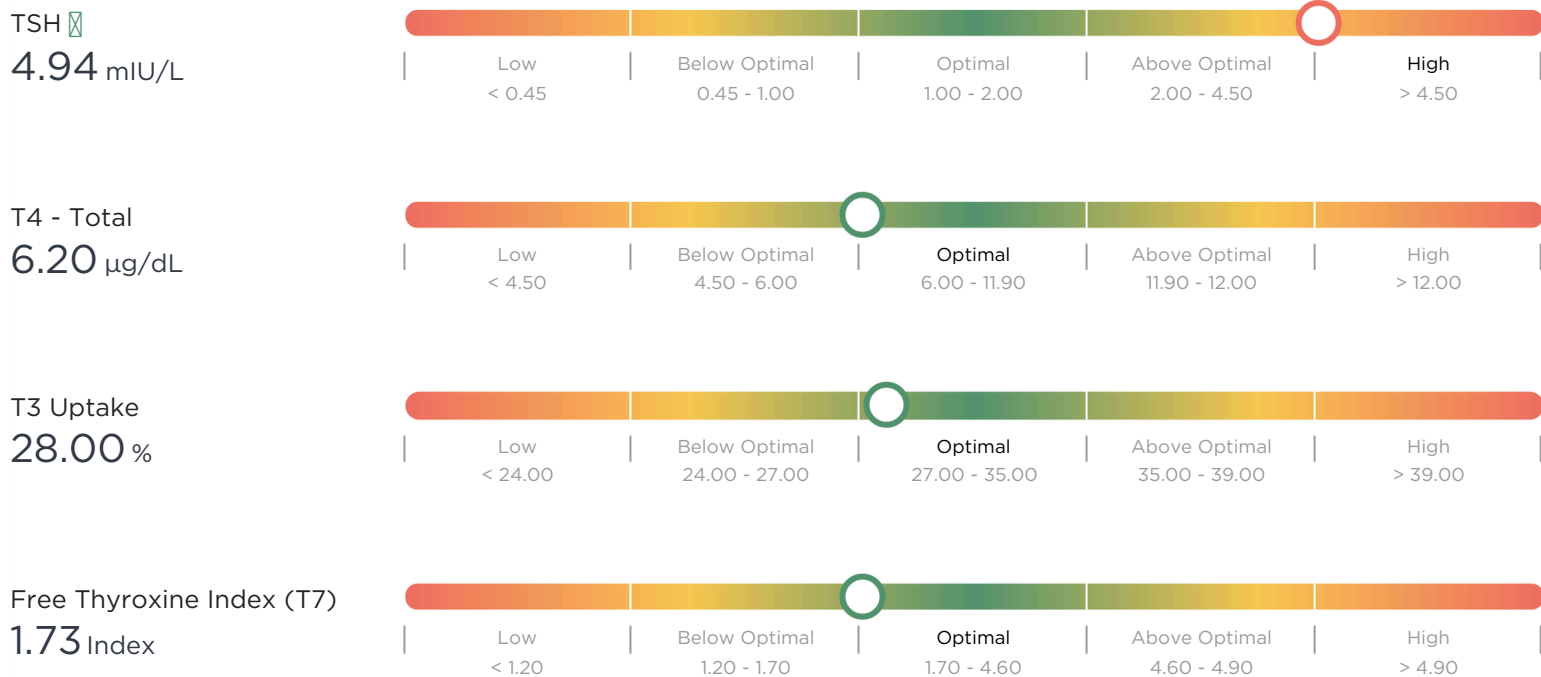 TSH
4.94 mIU/L
Low Below Optimal Optimal Above Optimal High
< 0.45 0.45 - 1.00 1.00 - 2.00 2.00 - 4.50 > 4.50
T4 - Total
6.20 µg/dL
Low Below Optimal Optimal Above Optimal High
< 4.50 4.50 - 6.00 6.00 - 11.90 11.90 - 12.00 > 12.00
T3 Uptake
28.00 %
Low Below Optimal Optimal Above Optimal High
< 24.00 24.00 - 27.00 27.00 - 35.00 35.00 - 39.00 > 39.00
Free Thyroxine Index (T7)
1.73 Index
Low Below Optimal Optimal Above Optimal High
< 1.20 1.20 - 1.70 1.70 - 4.60 4.60 - 4.90 > 4.90